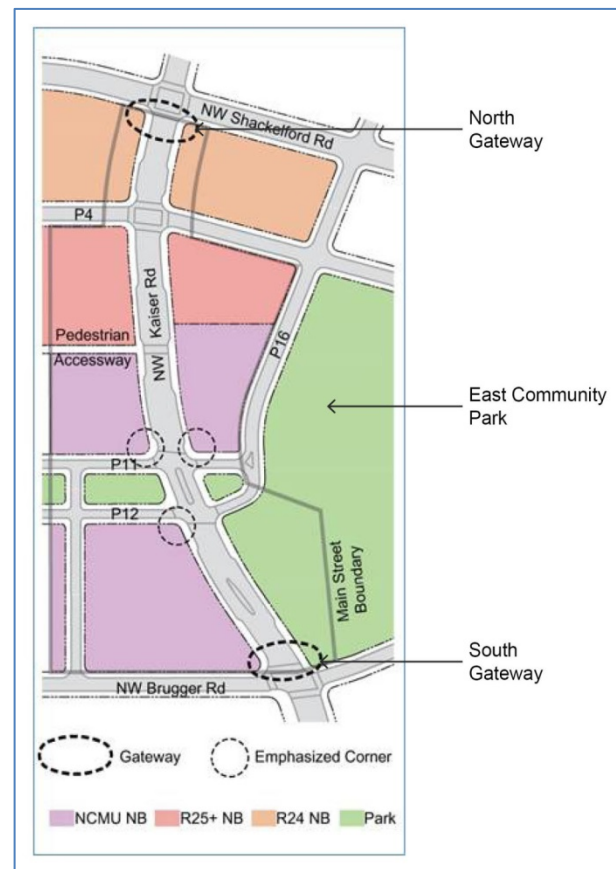 NW Shackelford Rd
North
Gateway
P4
NW Kaiser Rd
P16
Pedestrian
Accessway
East Community
Park
P11
P12
Main Street
Boundary
South
Gateway
NW Brugger Rd
Gateway
Emphasized Corner
NCMU NB
R25+ NB
R24 NB
Park